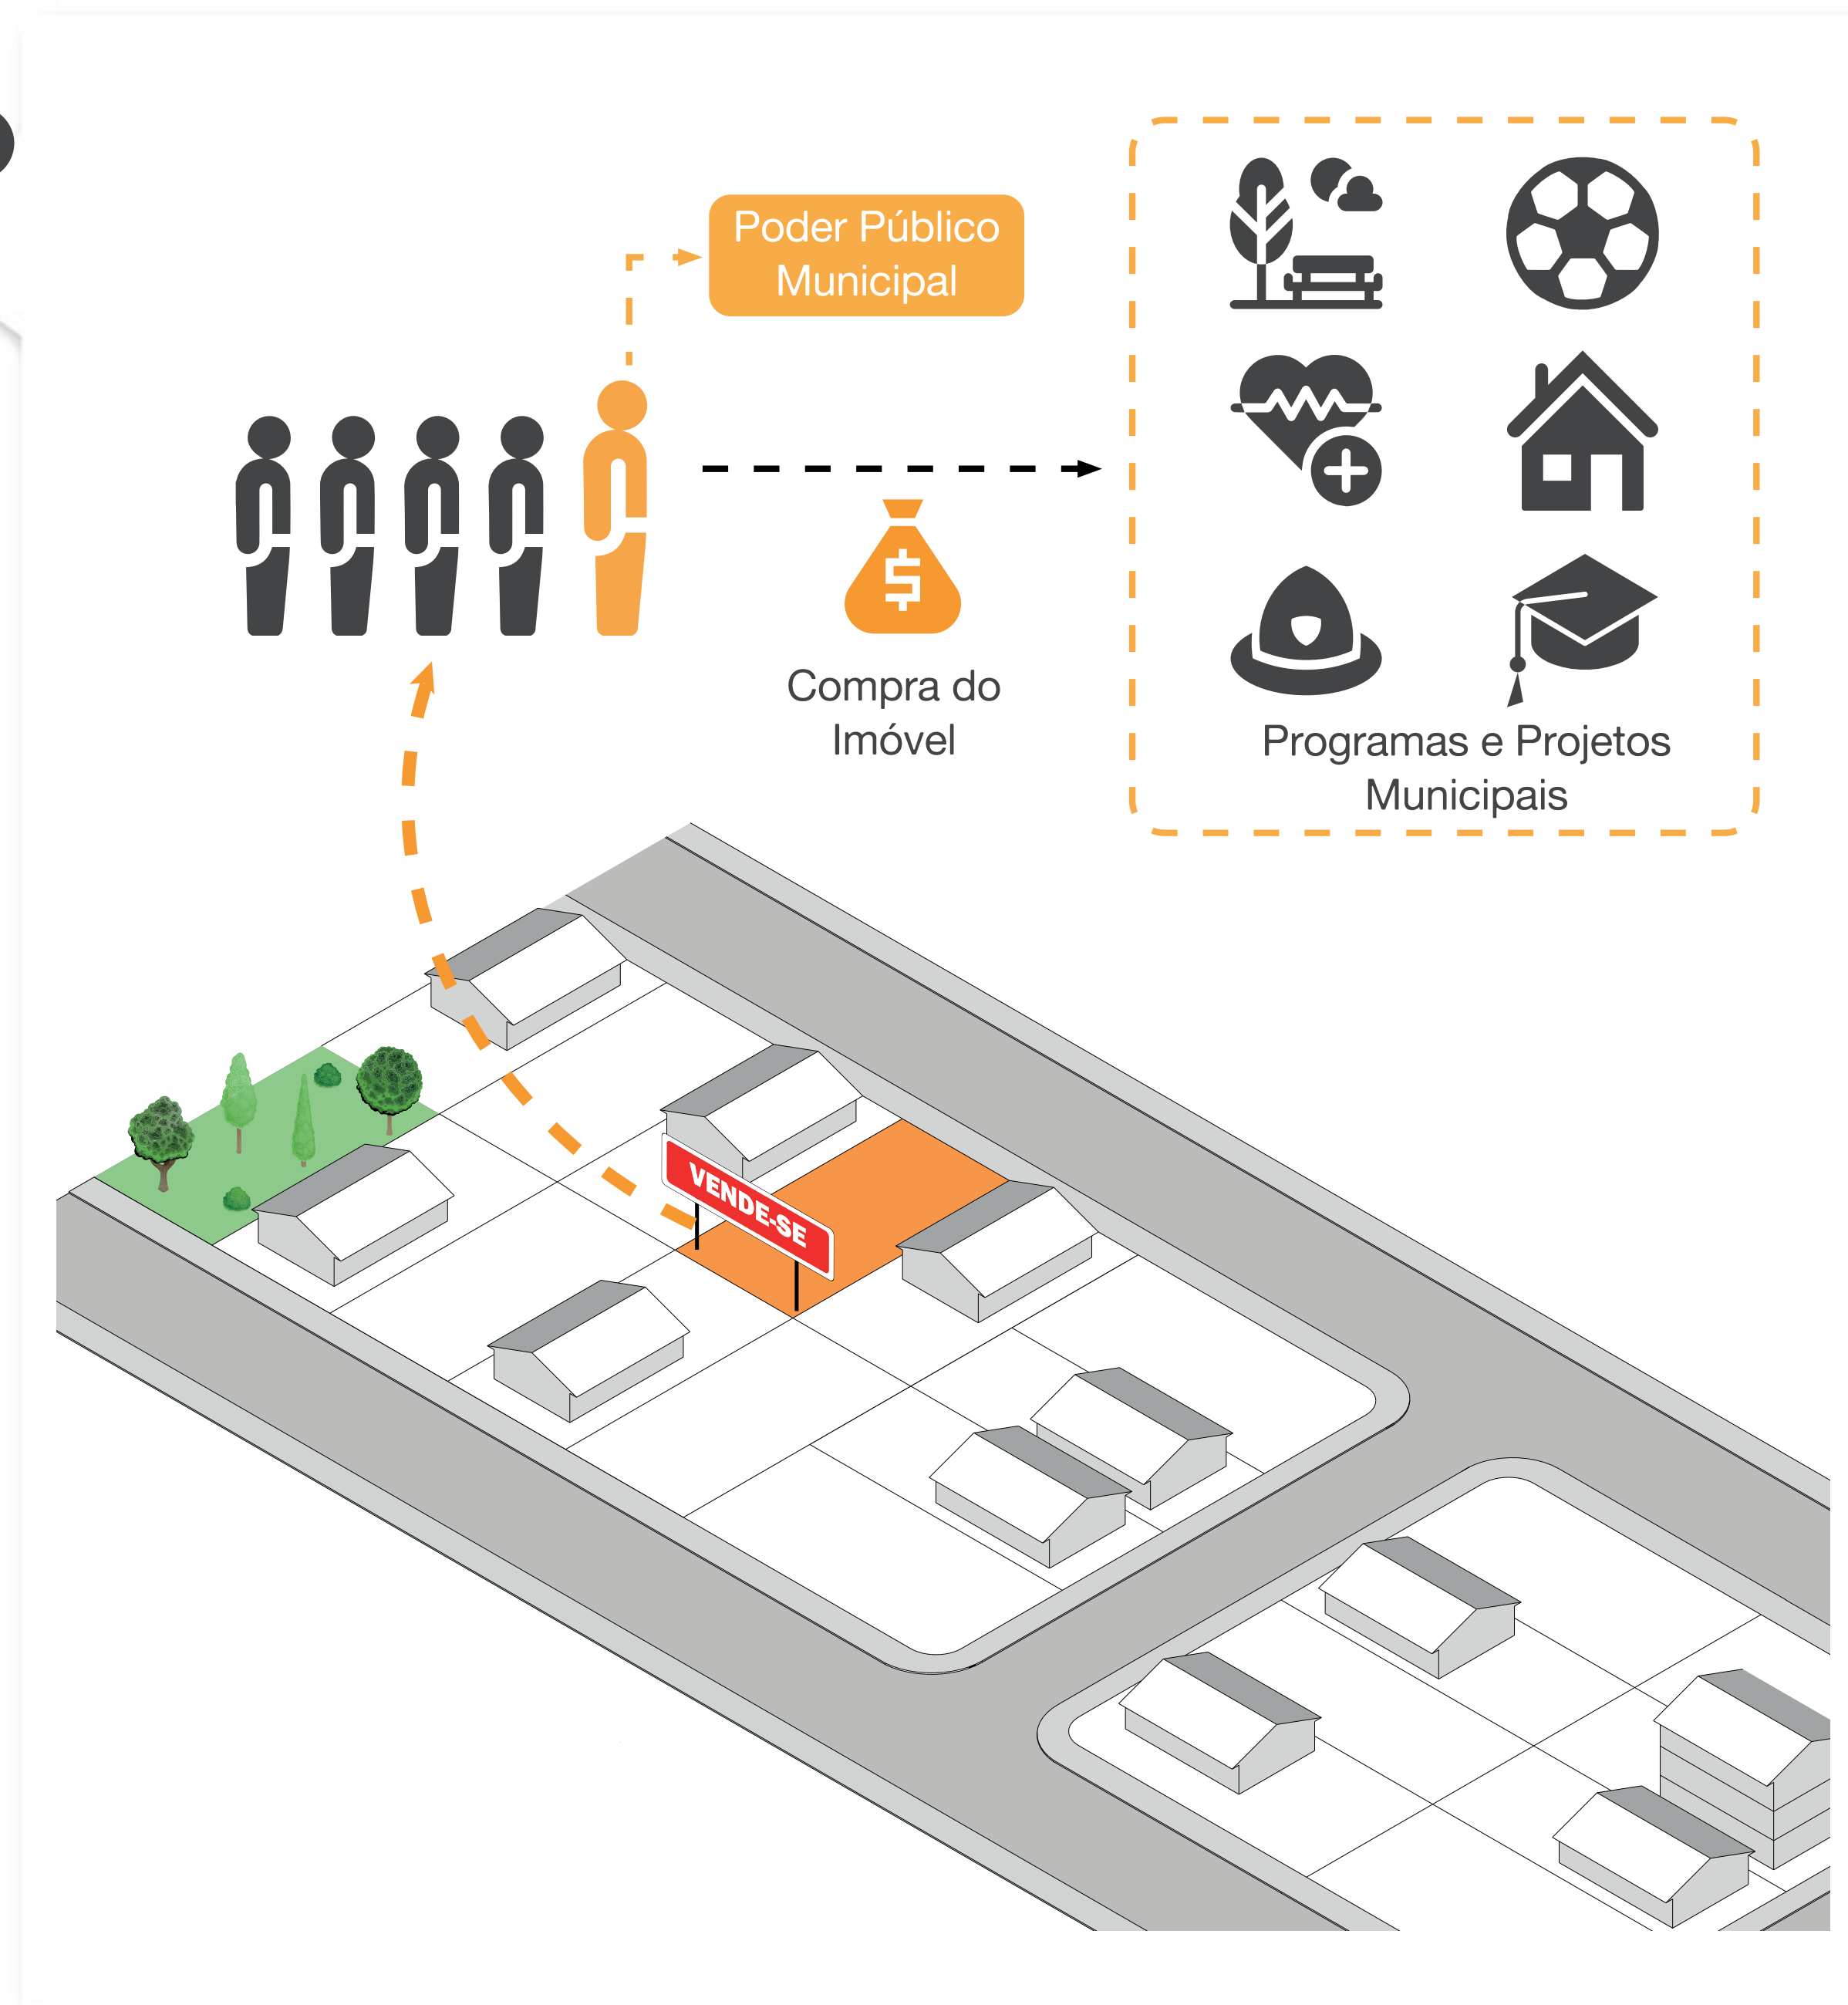 Poder Público
Municipal
$
Compra do
Imóvel
Programas e Projetos
Municipais
VENDE-SE